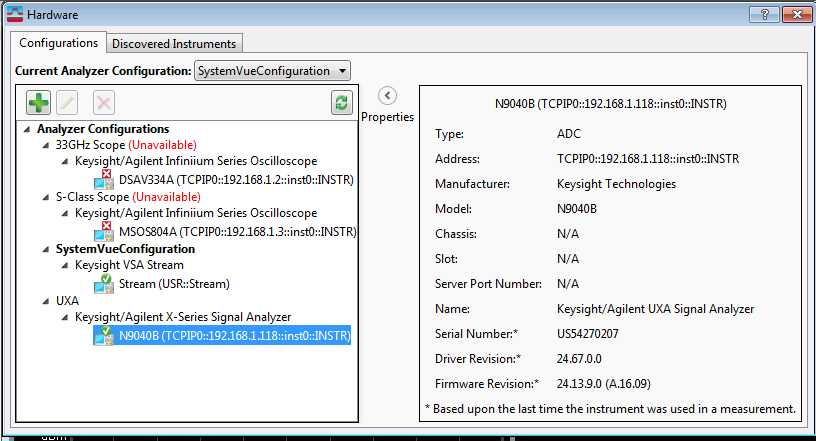 Hardware
Configurations
Discovered Instruments
Current Analyzer Configuration: SystemVueConfiguration
Analyzer Configurations
33GHz Scope (Unavailable)
Keysight/Agilent Infiniium Series Oscilloscope
DSAV334A (TCPIP0::192.168.1.2::inst0::INSTR)
S-Class Scope (Unavailable)
Keysight/Agilent Infiniium Series Oscilloscope
MSOS804A (TCPIP0::192.168.1.3::inst0::INSTR)
SystemVueConfiguration
Keysight VSA Stream
Stream (USR::Stream)
UXA
Keysight/Agilent X-Series Signal Analyzer
N9040B (TCPIP0::192.168.1.118::inst0::INSTR)
Properties
N9040B (TCPIP0::192.168.1.118::inst0::INSTR)
Type: ADC
Address: TCPIP0::192.168.1.118::inst0::INSTR
Manufacturer: Keysight Technologies
Model: N9040B
Chassis: N/A
Slot: N/A
Server Port Number: N/A
Name: Keysight/Agilent UXA Signal Analyzer
Serial Number:* US54270207
Driver Revision:* 24.67.0.0
Firmware Revision:* 24.13.9.0 (A.16.09)
* Based upon the last time the instrument was used in a measurement.
dBm